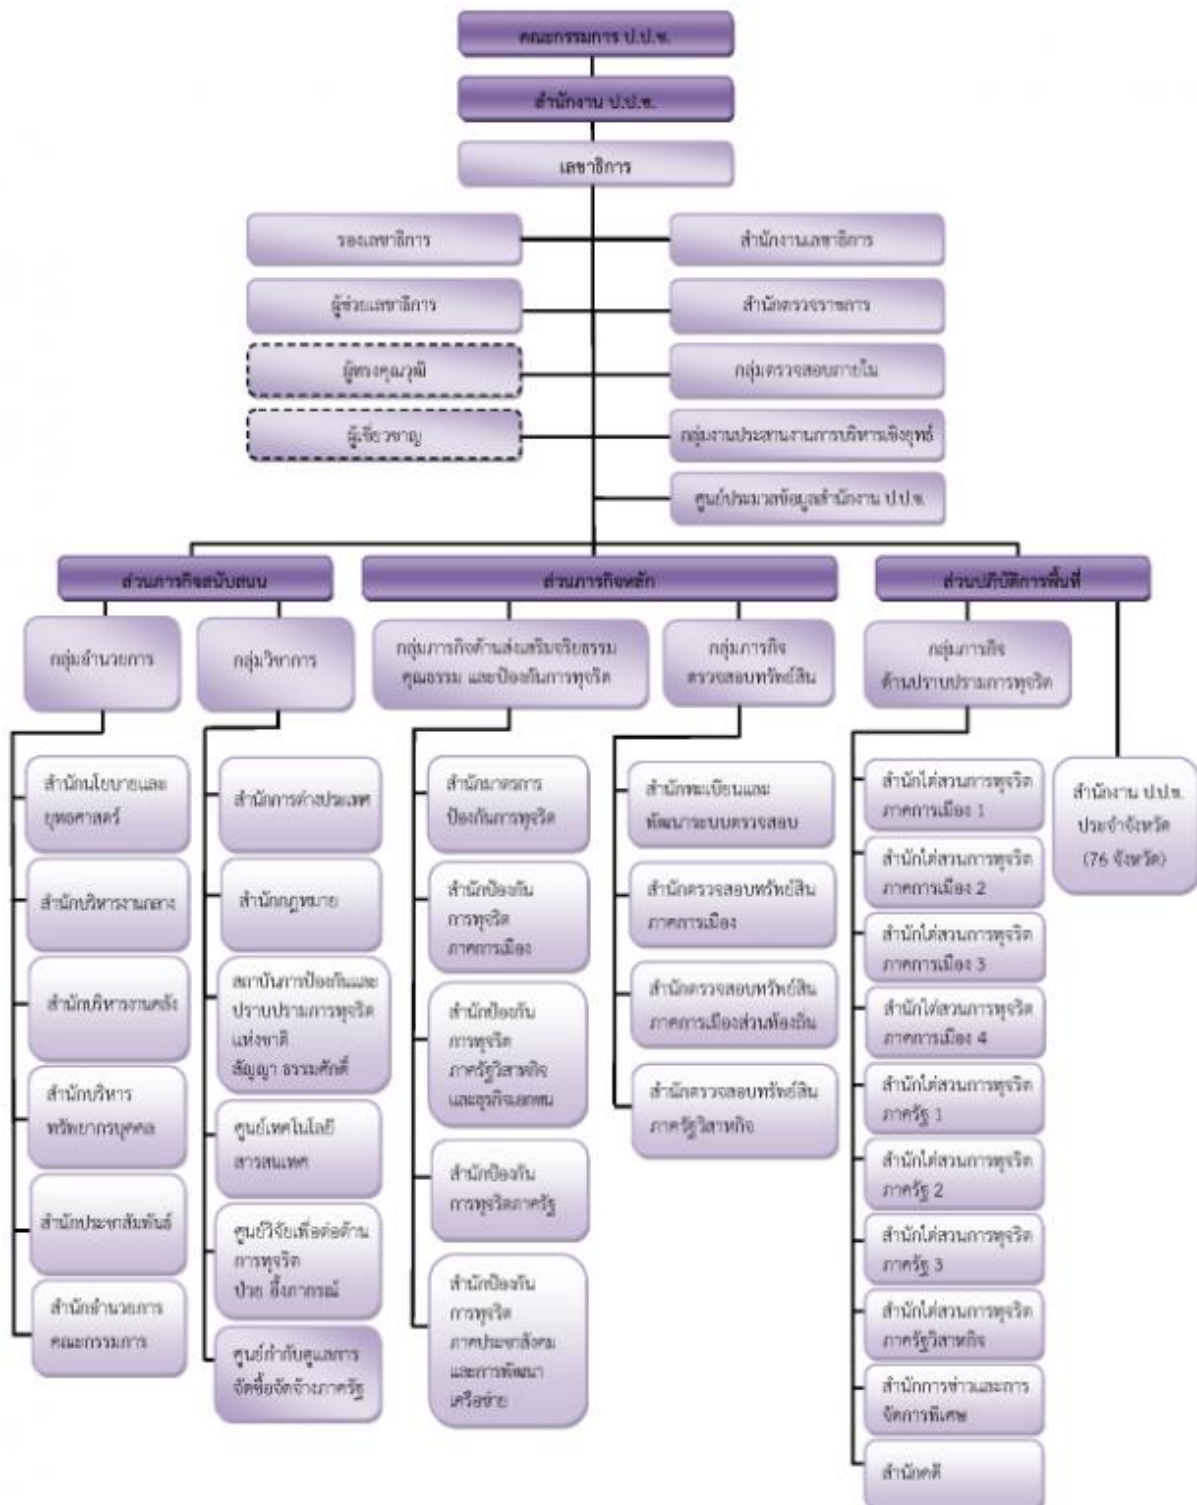 คณะกรรมการ ป.ป.ช.
สำนักงาน ป.ป.ช.
เลขาธิการ
รองเลขาธิการ
สำนักงานเลขาธิการ
ผู้ช่วยเลขาธิการ
สำนักตรวจราชการ
ผู้ทรงคุณวุฒิ
กลุ่มตรวจสอบภายใน
ผู้เชี่ยวชาญ
กลุ่มงานประสานงานการบริหารเชิงยุทธ์
ศูนย์ประมวลข้อมูลสำนักงาน ป.ป.ช.
ส่วนภารกิจสนับสนุน
ส่วนภารกิจหลัก
ส่วนปฏิบัติการพื้นที่
กลุ่มอำนวยการ
กลุ่มวิชาการ
กลุ่มภารกิจด้านส่งเสริมจริยธรรม
คุณธรรม และป้องกันการทุจริต
กลุ่มภารกิจ
ตรวจสอบทรัพย์สิน
กลุ่มภารกิจ
ด้านปราบปรามการทุจริต
สำนักนโยบายและ
ยุทธศาสตร์
สำนักบริหารงานกลาง
สำนักบริหารงานคลัง
สำนักบริหาร
ทรัพยากรบุคคล
สำนักประชาสัมพันธ์
สำนักอำนวยการ
คณะกรรมการ
สำนักการต่างประเทศ
สำนักกฎหมาย
สถาบันการป้องกันและ
ปราบปรามการทุจริต
แห่งชาติ
สัญญา ธรรมศักดิ์
ศูนย์เทคโนโลยี
สารสนเทศ
ศูนย์วิจัยเพื่อต่อต้าน
การทุจริต
ป๋วย อึ๊งภากรณ์
ศูนย์กำกับดูแลการ
จัดซื้อจัดจ้างภาครัฐ
สำนักมาตรการ
ป้องกันการทุจริต
สำนักป้องกัน
การทุจริต
ภาคการเมือง
สำนักป้องกัน
การทุจริต
ภาครัฐวิสาหกิจ
และธุรกิจเอกชน
สำนักป้องกัน
การทุจริตภาครัฐ
สำนักป้องกัน
การทุจริต
ภาคประชาสังคม
และการพัฒนา
เครือข่าย
สำนักทะเบียนและ
พัฒนาระบบตรวจสอบ
สำนักตรวจสอบทรัพย์สิน
ภาคการเมือง
สำนักตรวจสอบทรัพย์สิน
ภาคการเมืองส่วนท้องถิ่น
สำนักตรวจสอบทรัพย์สิน
ภาครัฐวิสาหกิจ
สำนักไต่สวนการทุจริต
ภาคการเมือง 1
สำนักไต่สวนการทุจริต
ภาคการเมือง 2
สำนักไต่สวนการทุจริต
ภาคการเมือง 3
สำนักไต่สวนการทุจริต
ภาคการเมือง 4
สำนักไต่สวนการทุจริต
ภาครัฐ 1
สำนักไต่สวนการทุจริต
ภาครัฐ 2
สำนักไต่สวนการทุจริต
ภาครัฐ 3
สำนักไต่สวนการทุจริต
ภาครัฐวิสาหกิจ
สำนักการข่าวและการ
จัดการพิเศษ
สำนักคดี
สำนักงาน ป.ป.ช.
ประจำจังหวัด
(76 จังหวัด)